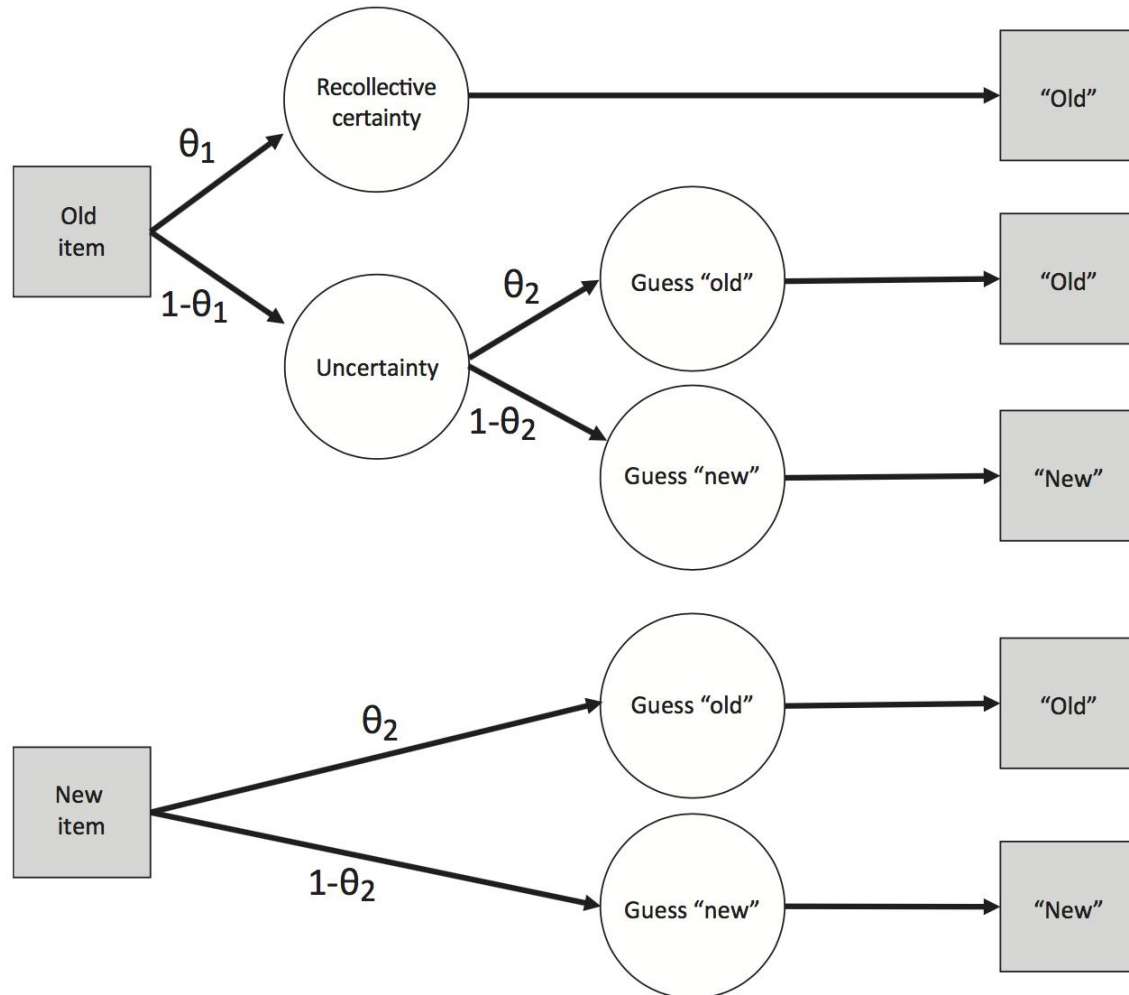 Recollective
certainty
“Old”
θ1
Old
item
1-θ1
Uncertainty
θ2
Guess “old”
“Old”
1-θ2
Guess “new”
“New”
New
item
θ2
Guess “old”
“Old”
1-θ2
Guess “new”
“New”